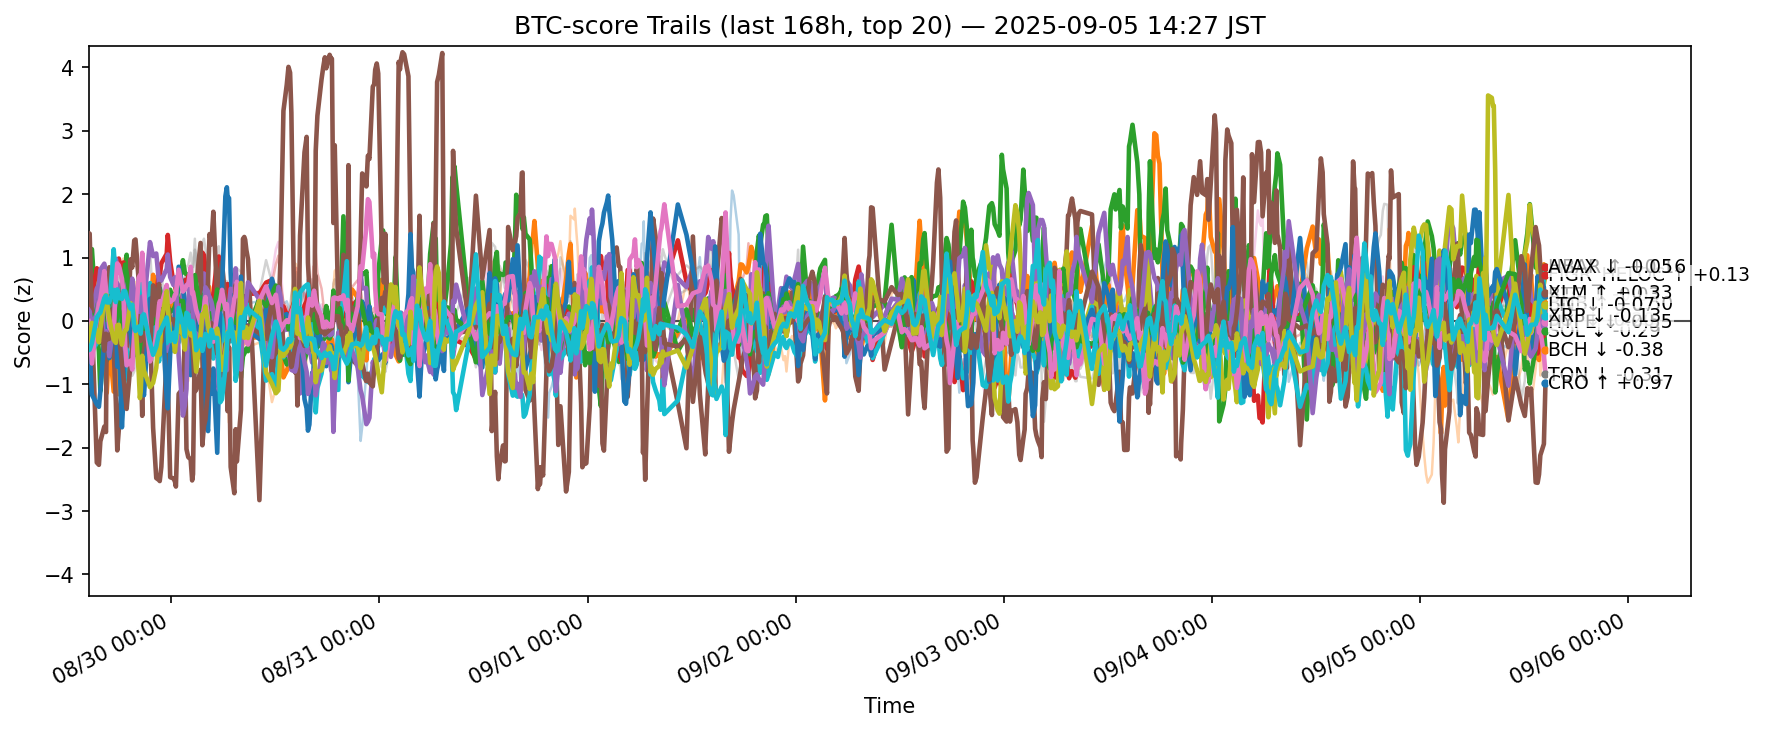 BTC-score Trails (last 168h, top 20) — 2025-09-05 14:27 JST
Score (z)
4
3
2
1
0
−1
−2
−3
−4
AVAX ↓ -0.056
+0.13
XLM ↑ +0.33
XRP ↓ -0.13
BCH ↓ -0.38
TON ↓ -0.31
CRO ↑ +0.97
08/30 00:00
08/31 00:00
09/01 00:00
09/02 00:00
09/03 00:00
09/04 00:00
09/05 00:00
09/06 00:00
Time